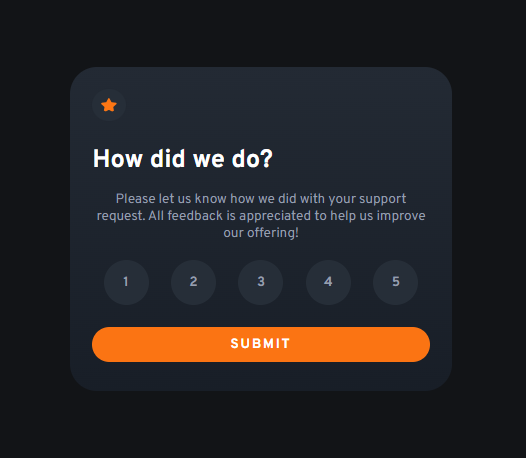 How did we do?
Please let us know how we did with your support
request. All feedback is appreciated to help us improve
our offering!
1 2 3 4 5
SUBMIT